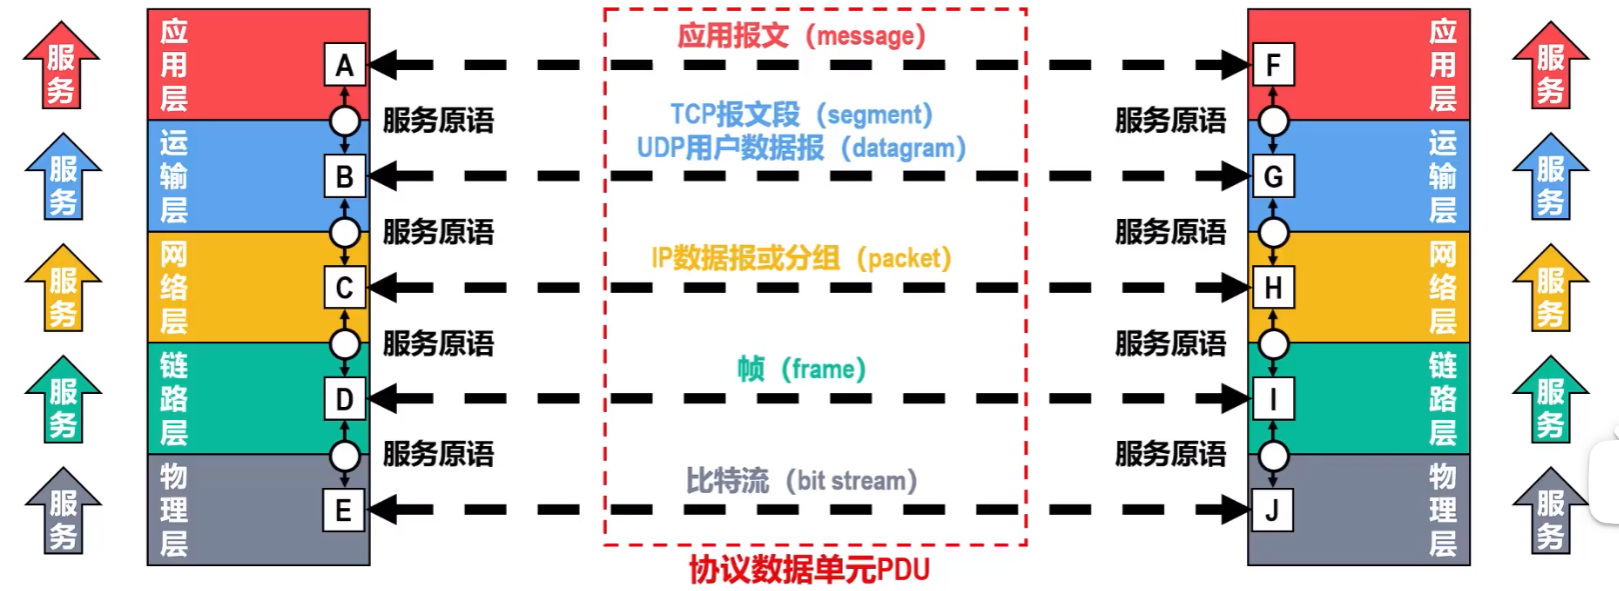 服务
应用层
A
应用报文（message）
F
应用层
服务
服务原语
服务原语
TCP报文段（segment）
UDP用户数据报（datagram）
服务
运输层
B
G
运输层
服务
服务原语
服务原语
IP数据报或分组（packet）
服务
网络层
C
H
网络层
服务
服务原语
服务原语
帧（frame）
服务
链路层
D
I
链路层
服务
服务原语
服务原语
比特流（bit stream）
服务
物理层
E
J
物理层
服务
协议数据单元PDU